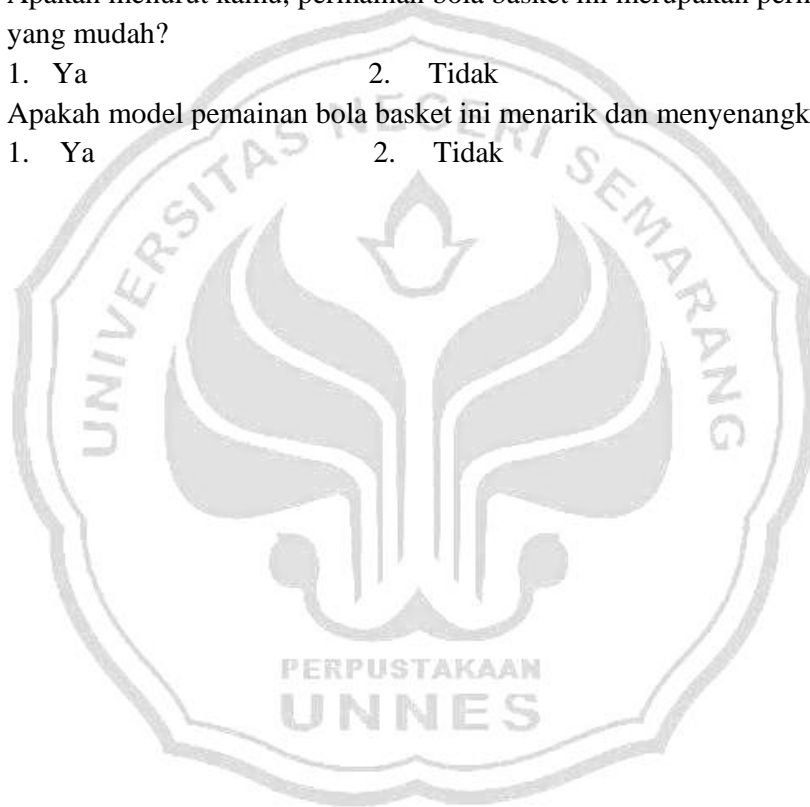 yang mudah?
1. Ya 2. Tidak
Apakah model pemainan bola basket ini menarik dan
1. Ya 2. Tidak
UNIVERSITAS NEGERI SEMARANG
PERPUSTAKAAN
UNNES